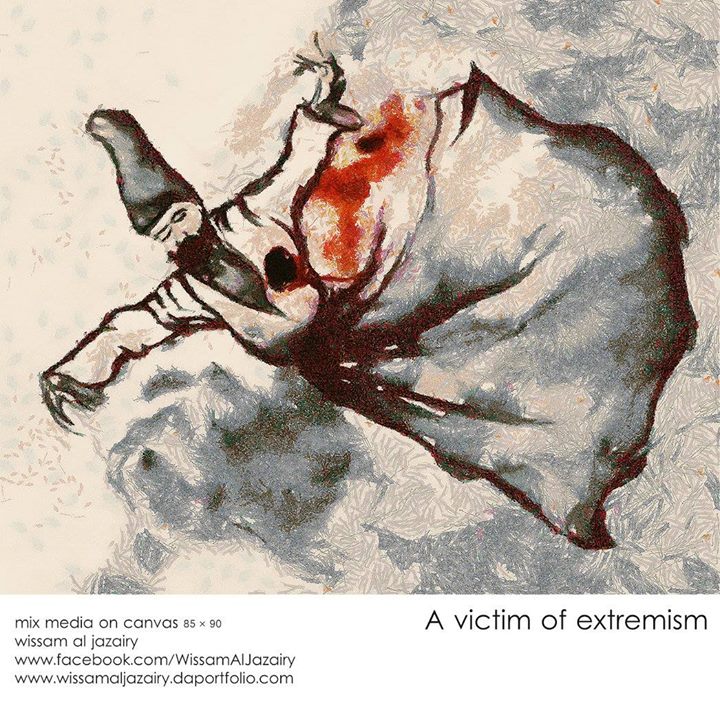 A victim of extremism
mix media on canvas 85 × 90
wissam al jazairy
www.facebook.com/WissamAlJazairy
www.wissamaljazairy.daportfolio.com